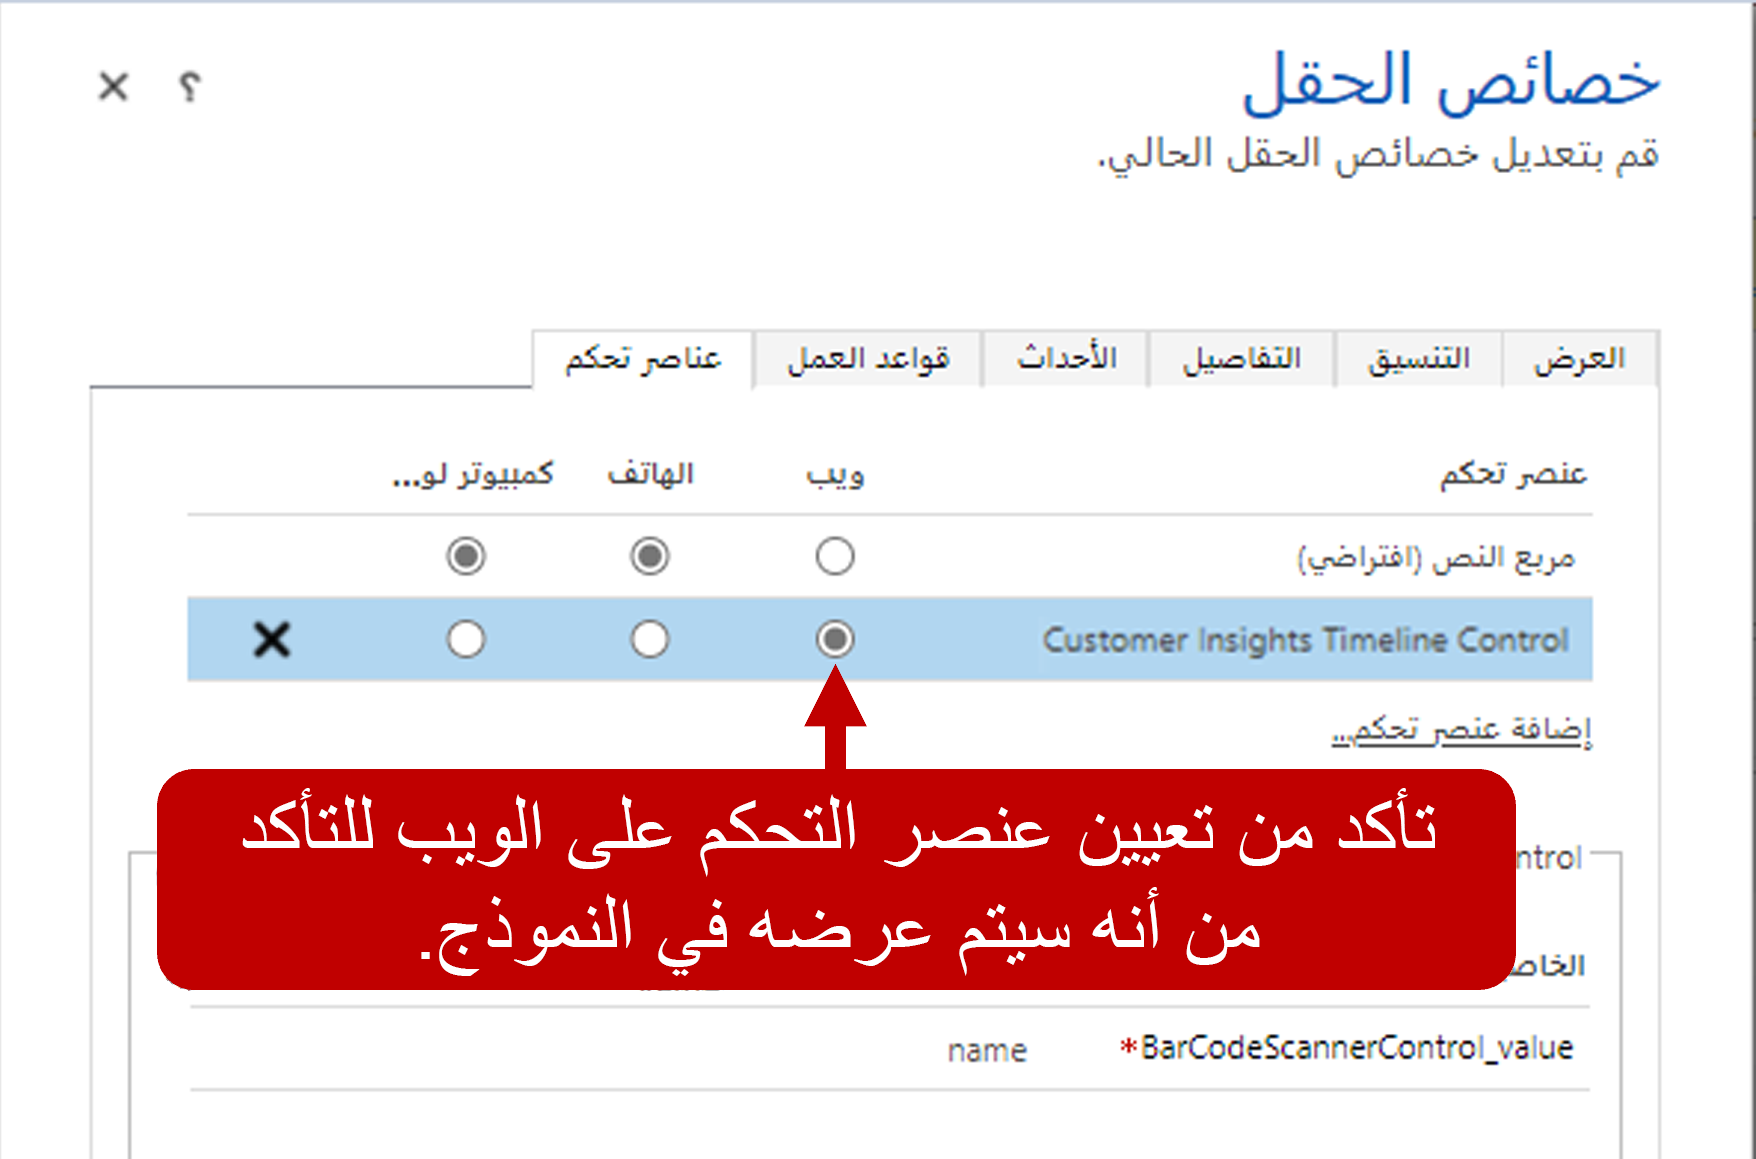 خصائص الحقل
قم بتعديل خصائص الحقل الحالي.
العرض التنسيق التفاصيل الأحداث قواعد العمل عناصر تحكم
عنصر تحكم ويب الهاتف كمبيوتر لو...
مربع النص (افتراضي)
Customer Insights Timeline Control
إضافة عنصر تحكم...
تأكد من تعيين عنصر التحكم على الويب للتأكد
من أنه سيتم عرضه في النموذج.
ntrol
الخاص
BarCodeScannerControl_value* name